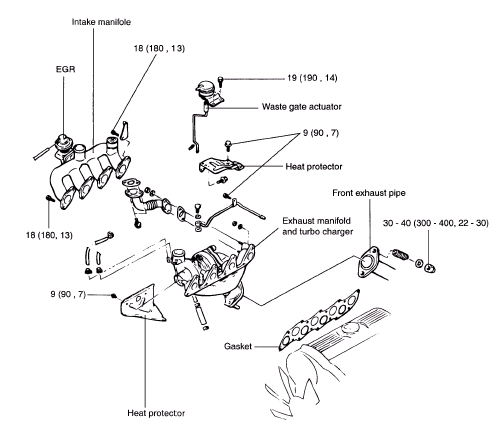 Intake manifole
18 (180 , 13)
EGR
19 (190 , 14)
Waste gate actuator
9 (90 , 7)
Heat protector
Front exhaust pipe
18 (180, 13)
Exhaust manifold
and turbo charger
30 - 40 (300 - 400, 22 - 30)
9 (90 , 7)
Gasket
Heat protector